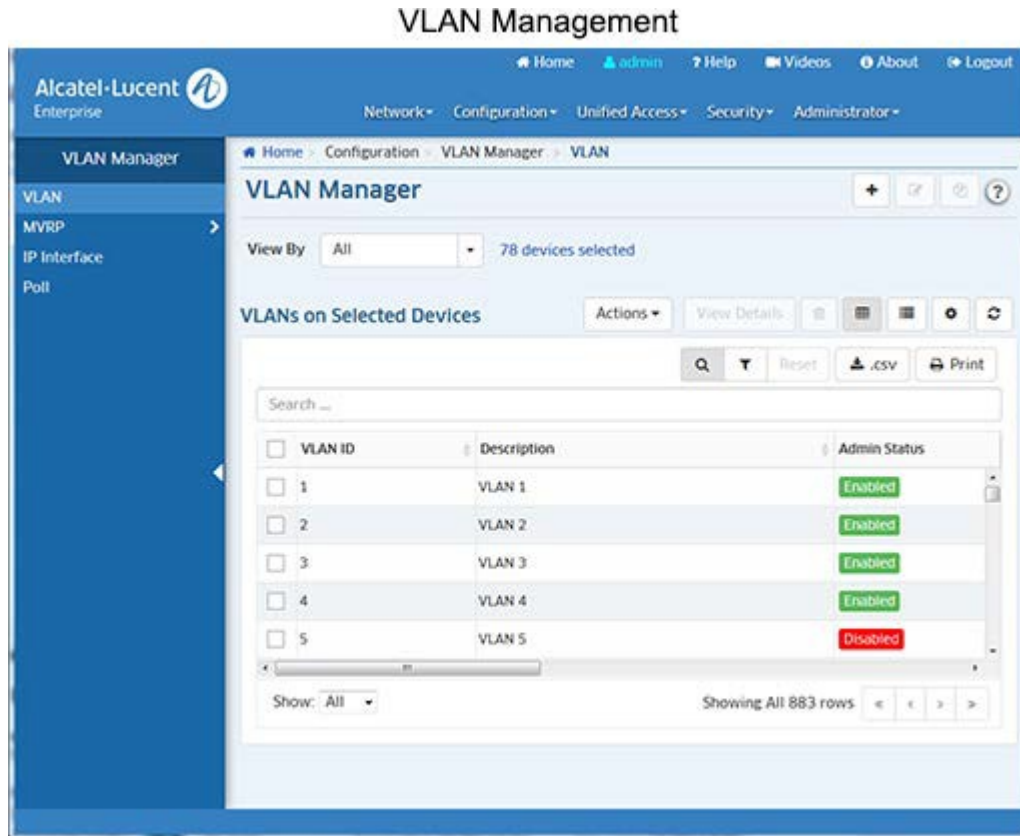 VLAN Management
Home admin ? Help Videos About Logout
Alcatel·Lucent
Enterprise
Network Configuration Unified Access Security Administrator
VLAN Manager
VLAN
MVRP
IP Interface
Poll
Home Configuration VLAN Manager VLAN
VLAN Manager
View By All 78 devices selected
VLANs on Selected Devices Actions View Details
Reset .csv Print
Search ...
VLAN ID Description Admin Status
1 VLAN 1 Enabled
2 VLAN 2 Enabled
3 VLAN 3 Enabled
4 VLAN 4 Enabled
5 VLAN 5 Disabled
Show: All Showing All 883 rows « ‹ › »